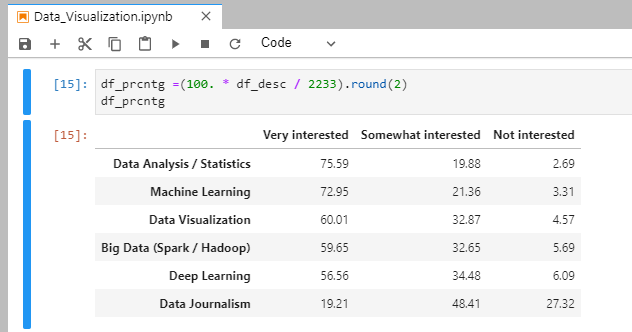 Data_Visualization.ipynb
Code
[15]: df_prcntg =(100. * df_desc / 2233).round(2)
df_prcntg
[15]:
Very interested Somewhat interested Not interested
Data Analysis / Statistics 75.59 19.88 2.69
Machine Learning 72.95 21.36 3.31
Data Visualization 60.01 32.87 4.57
Big Data (Spark / Hadoop) 59.65 32.65 5.69
Deep Learning 56.56 34.48 6.09
Data Journalism 19.21 48.41 27.32